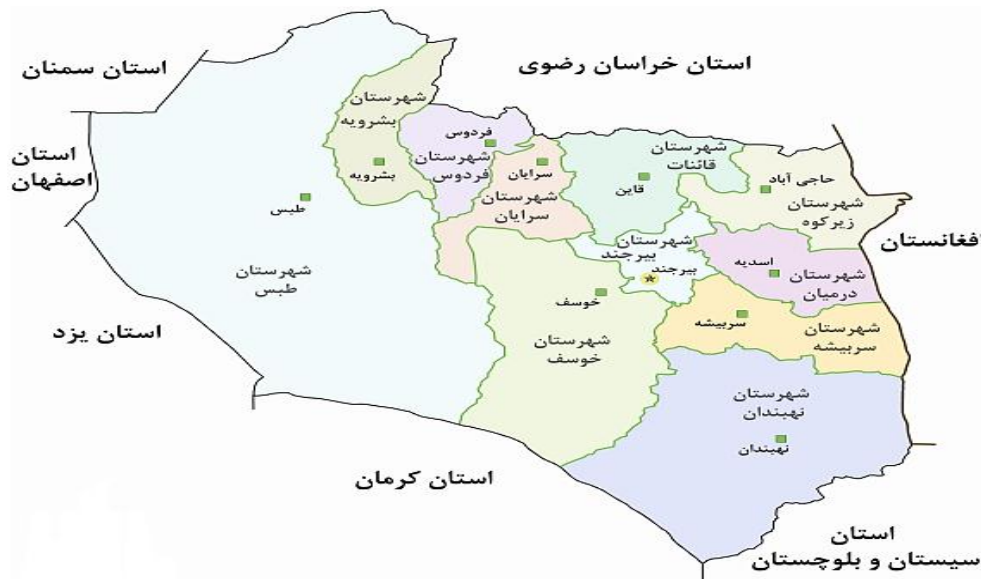 استان سمنان
استان خراسان رضوی
استان
اصفهان
افغانستان
استان یزد
استان کرمان
استان
سیستان و بلوچستان
شهرستان
بشرویه
بشرویه
فردوس
شهرستان
فردوس
سرایان
شهرستان
سرایان
شهرستان
قائنات
قاین
حاجی آباد
شهرستان
زیرکوه
طبس
شهرستان
طبس
شهرستان
بیرجند
بیرجند
اسدیه
شهرستان
درمیان
خوسف
شهرستان
خوسف
سربیشه
شهرستان
سربیشه
شهرستان
نهبندان
نهبندان